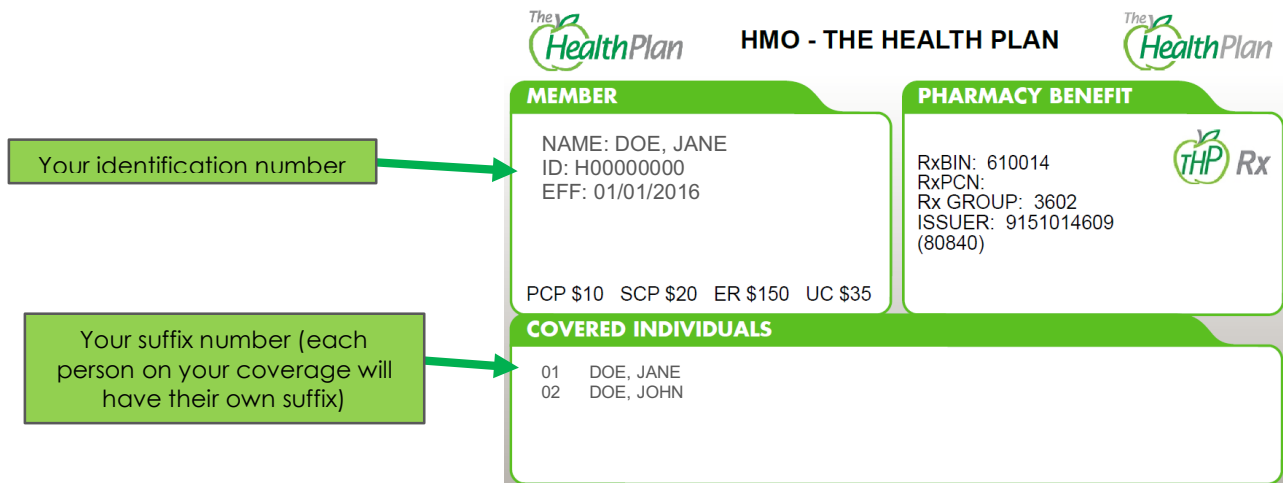 The
HealthPlan
HMO - THE HEALTH PLAN
The
HealthPlan
MEMBER
NAME: DOE, JANE
ID: H00000000
EFF: 01/01/2016
PCP $10 SCP $20 ER $150 UC $35
PHARMACY BENEFIT
RxBIN: 610014
RxPCN:
Rx GROUP: 3602
ISSUER: 9151014609
(80840)
THP Rx
Your identification number
COVERED INDIVIDUALS
01 DOE, JANE
02 DOE, JOHN
Your suffix number (each
person on your coverage will
have their own suffix)